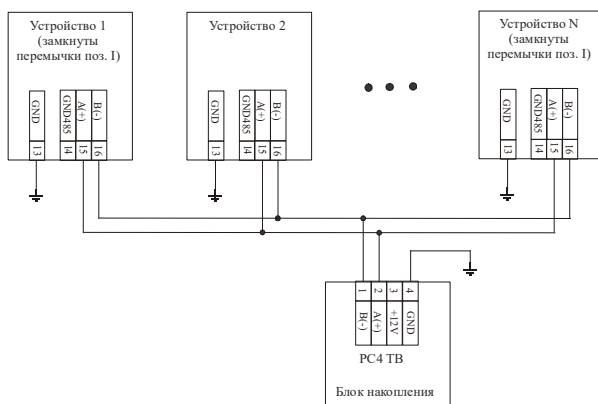 Устройство 1
(замкнуты
перемычки поз. I)
GND
13
GND485
14
A(+)
15
B(-)
16
Устройство 2
GND
13
GND485
14
A(+)
15
B(-)
16
Устройство N
(замкнуты
перемычки поз. I)
GND
13
GND485
14
A(+)
15
B(-)
16
1
B(-)
2
A(+)
3
+12V
4
GND
PC4 TB
Блок накопления